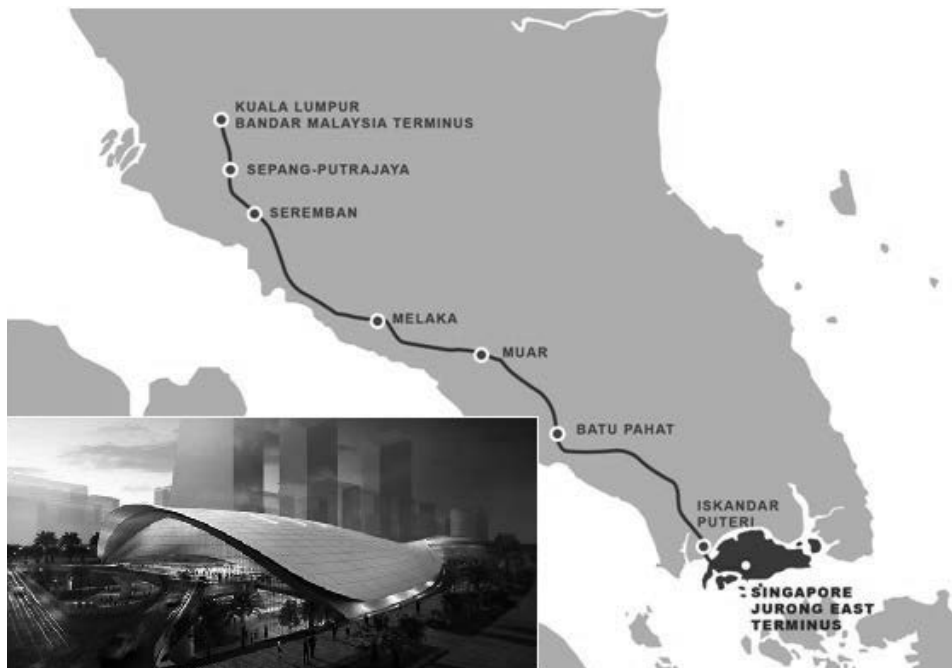 KUALA LUMPUR
BANDAR MALAYSIA TERMINUS
SEPANG-PUTRAJAYA
SEREMBAN
MELAKA
MUAR
BATU PAHAT
ISKANDAR
PUTERI
SINGAPORE
JURONG EAST
TERMINUS